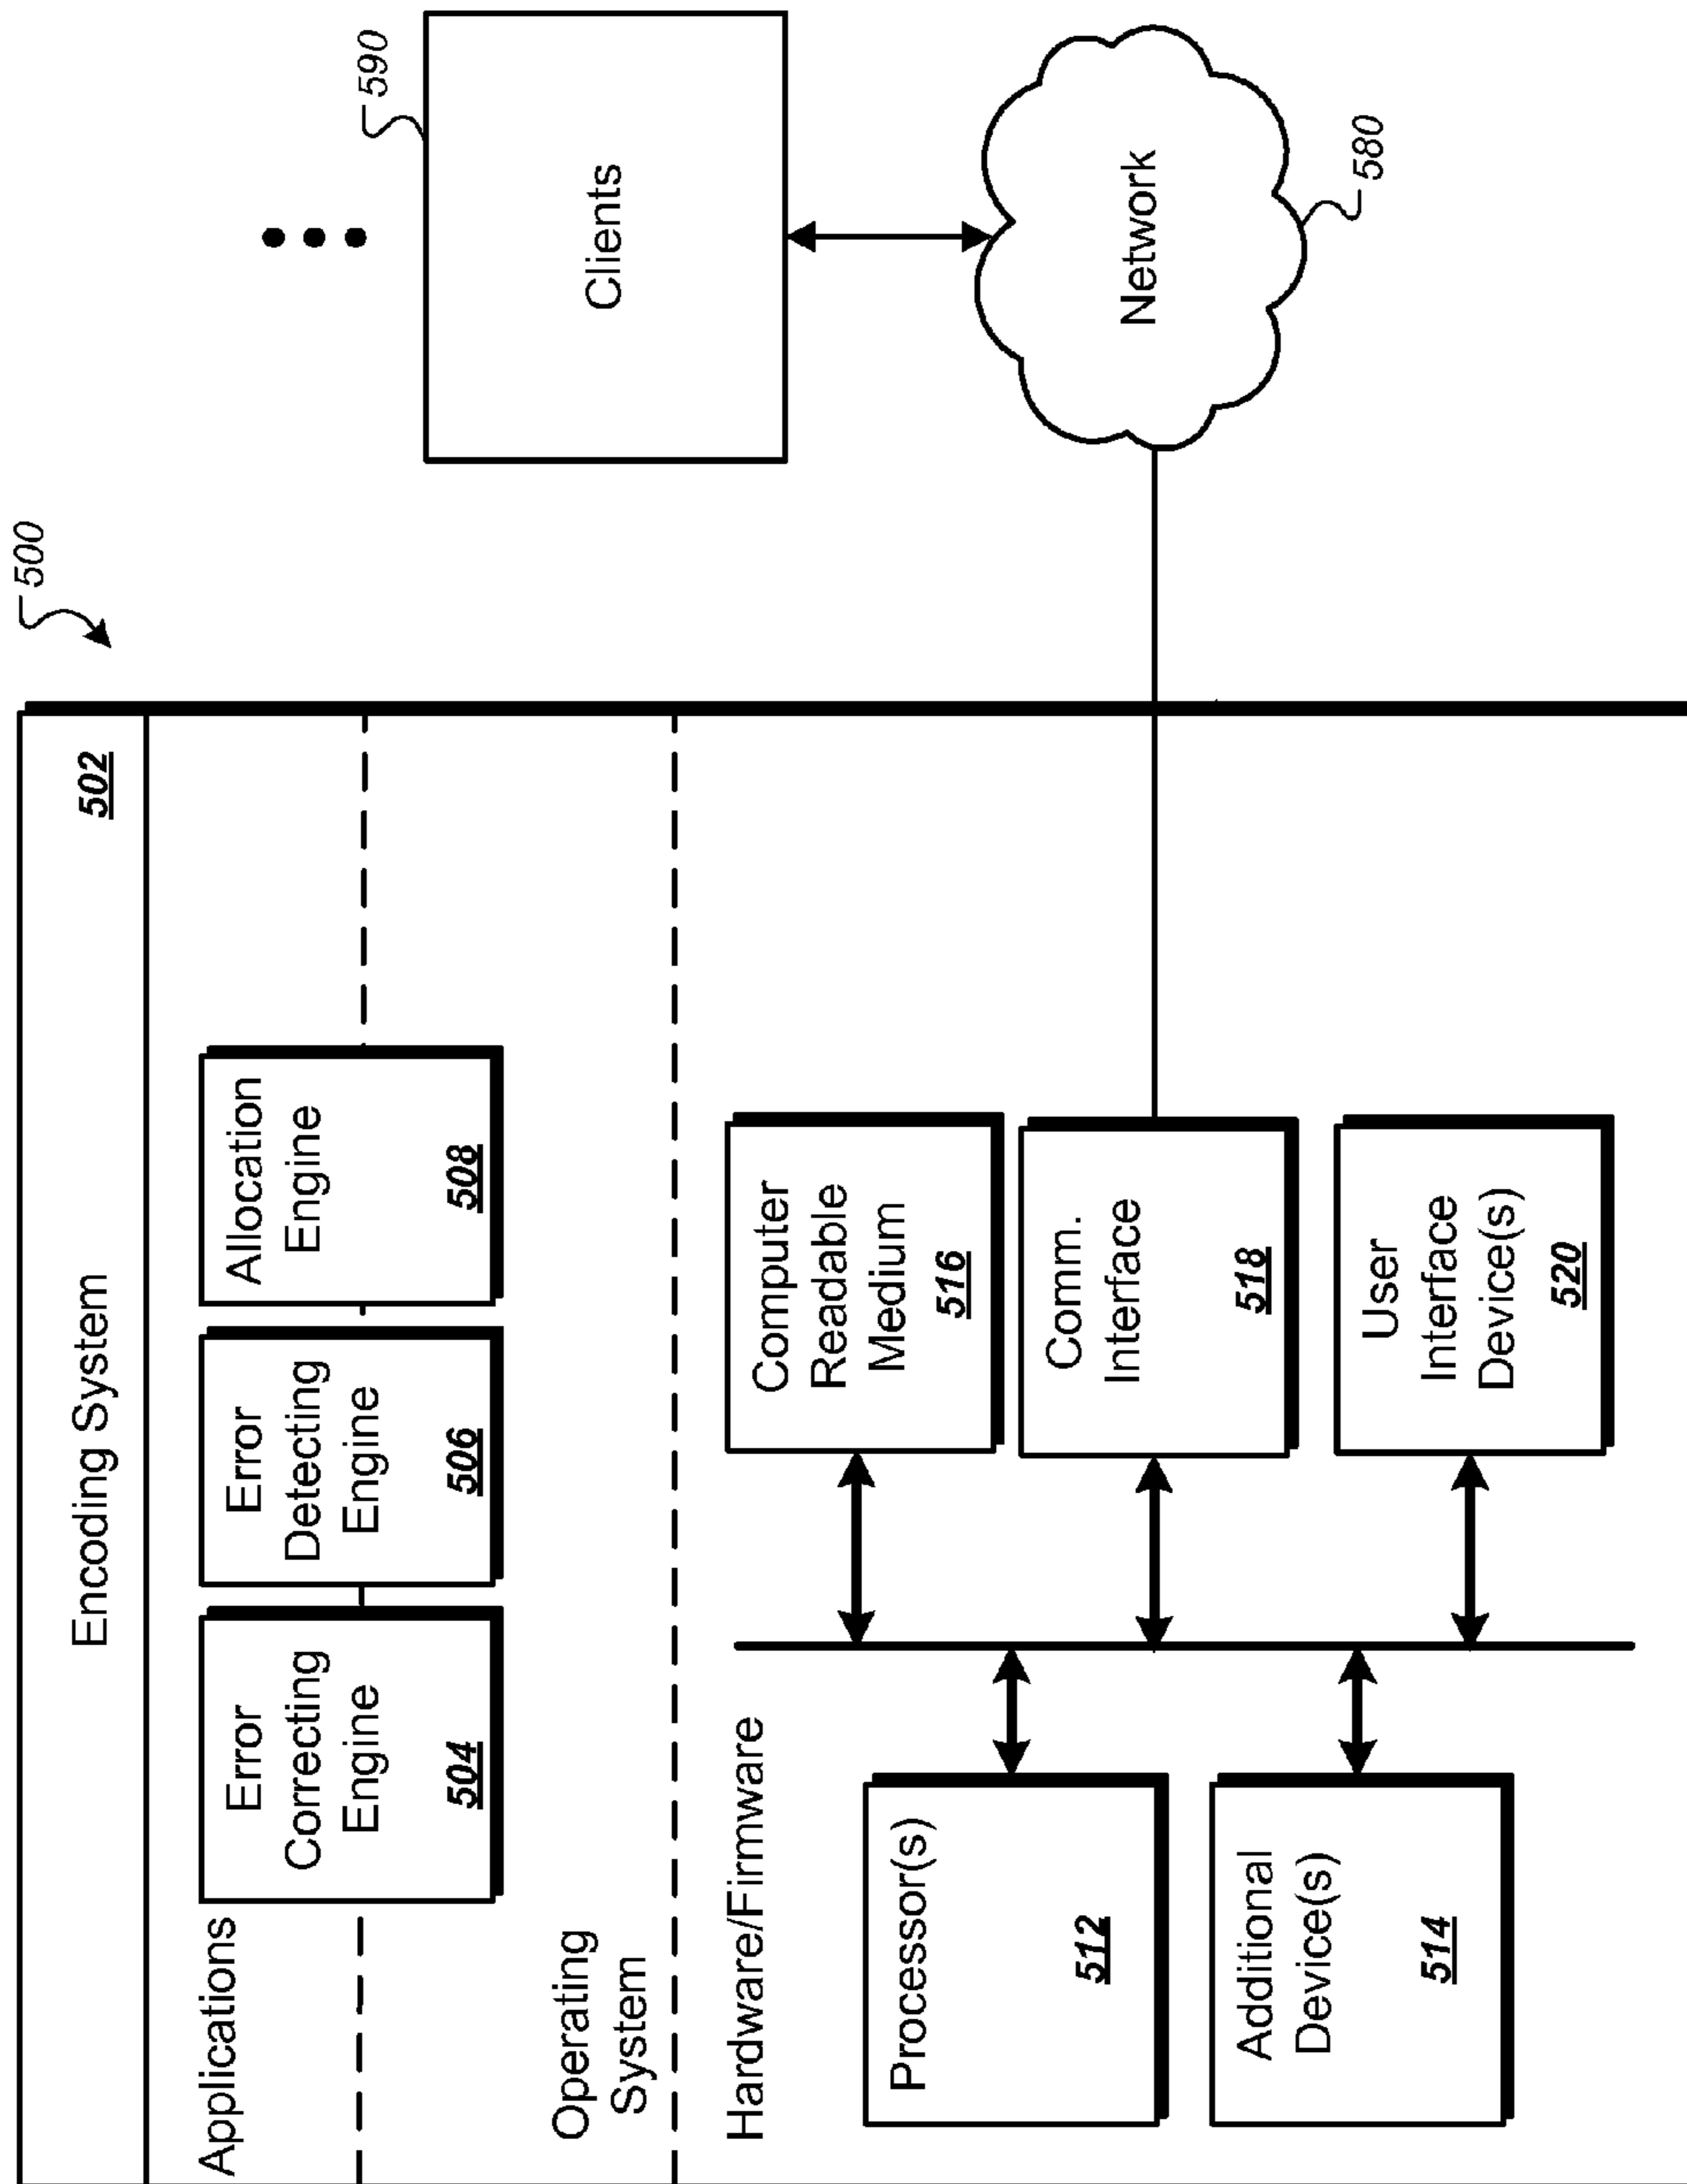 500
Encoding System
502
Applications
Error
Correcting
Engine
504
Error
Detecting
Engine
506
Allocation
Engine
508
Operating
System
Hardware/Firmware
Processor(s)
512
Additional
Device(s)
514
Computer
Readable
Medium
516
Comm.
Interface
518
User
Interface
Device(s)
520
590
Clients
Network
580